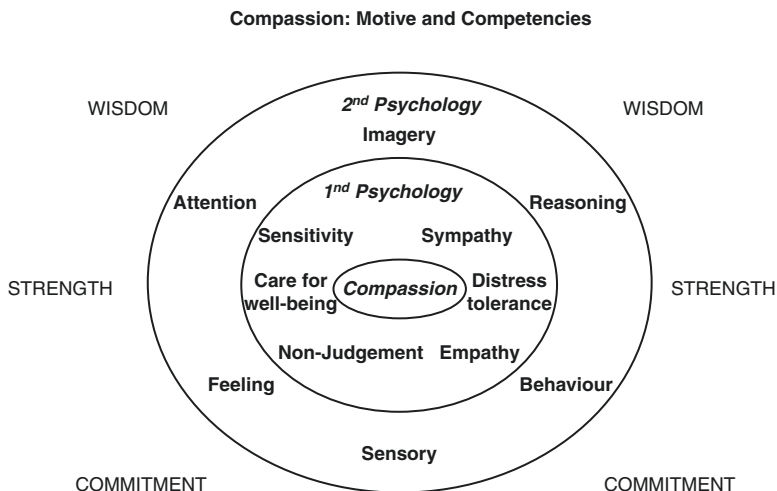 Compassion: Motive and Competencies
WISDOM
2nd Psychology
WISDOM
Imagery
1st Psychology
Attention
Reasoning
Sensitivity
Sympathy
STRENGTH
Care for
well-being
Compassion
Distress
tolerance
STRENGTH
Non-Judgement
Empathy
Feeling
Behaviour
Sensory
COMMITMENT
COMMITMENT